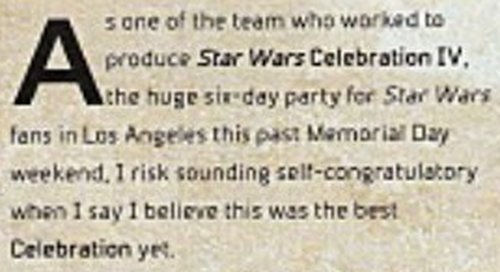 As one of the team who worked to
produce Star Wars Celebration IV,
the huge six-day party for Star Wars
fans in Los Angeles this past Memorial Day
weekend, I risk sounding self-congratulatory
when I say I believe this was the best
Celebration yet.